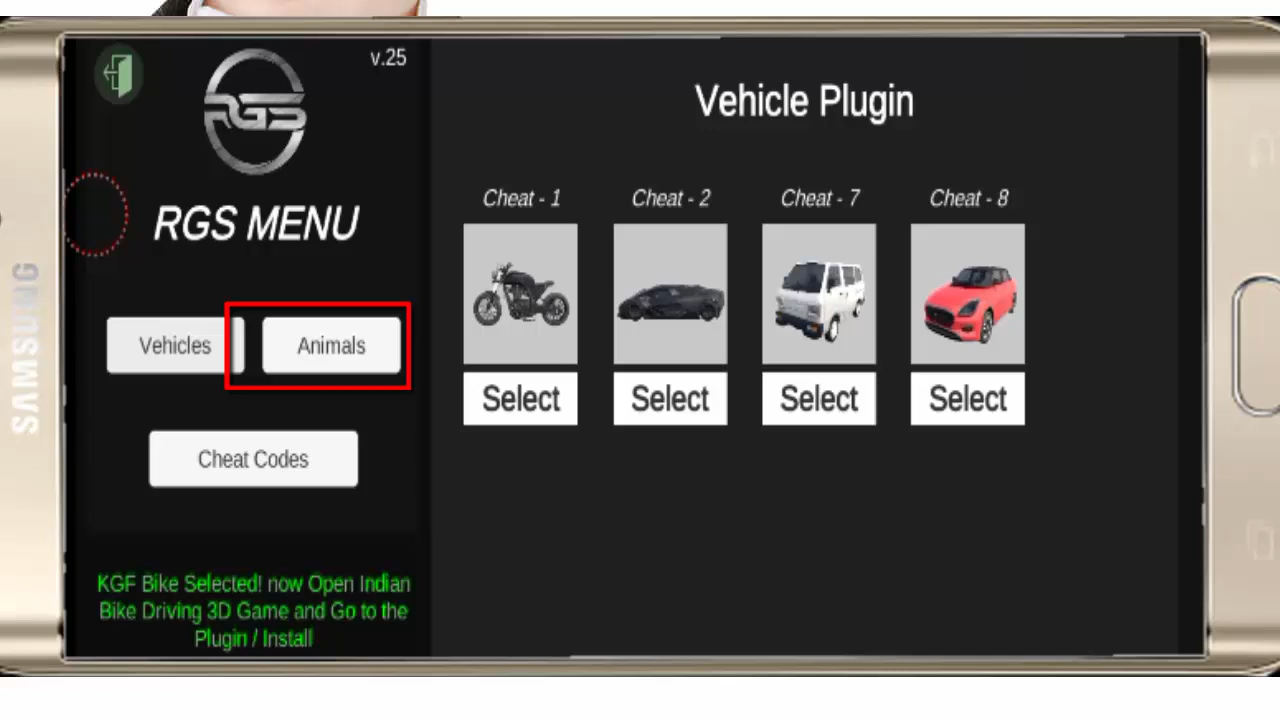 v.25
RGS
RGS MENU
Vehicles
Animals
Cheat Codes
KGF Bike Selected! now Open Indian
Bike Driving 3D Game and Go to the
Plugin / Install
Vehicle Plugin
Cheat - 1
Cheat - 2
Cheat - 7
Cheat - 8
Select
Select
Select
Select
SAMSUNG